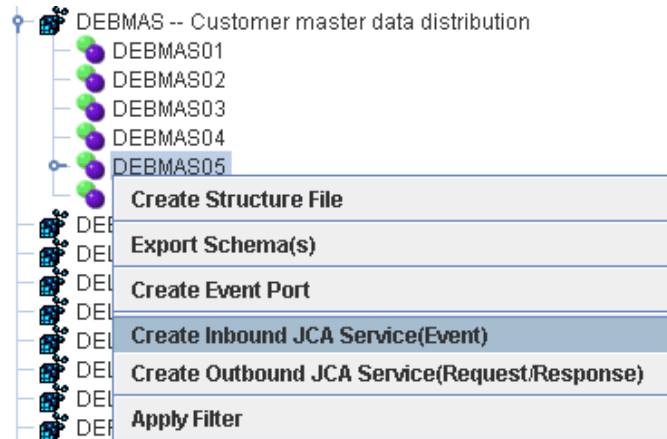 DEBMAS -- Customer master data distribution
DEBMAS01
DEBMAS02
DEBMAS03
DEBMAS04
DEBMAS05
Create Structure File
Export Schema(s)
Create Event Port
Create Inbound JCA Service(Event)
Create Outbound JCA Service(Request/Response)
Apply Filter